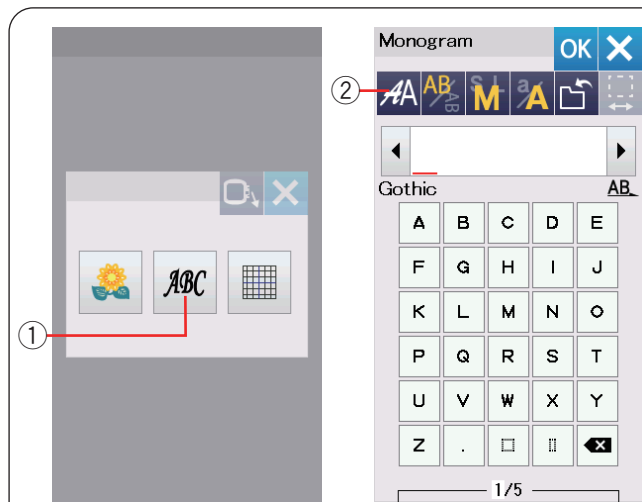 ①
ABC
Monogram
OK
②
AA AB AB S M L a A
Gothic AB
A B C D E
F G H I J
K L M N O
P Q R S T
U V W X Y
Z .
1/5